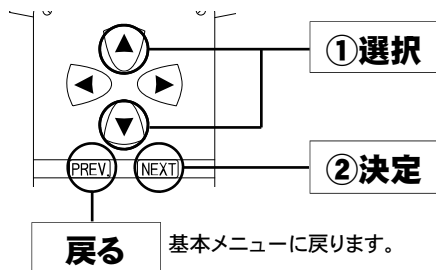 ①選択
PREV.
NEXT
②決定
戻る
基本メニューに戻ります。